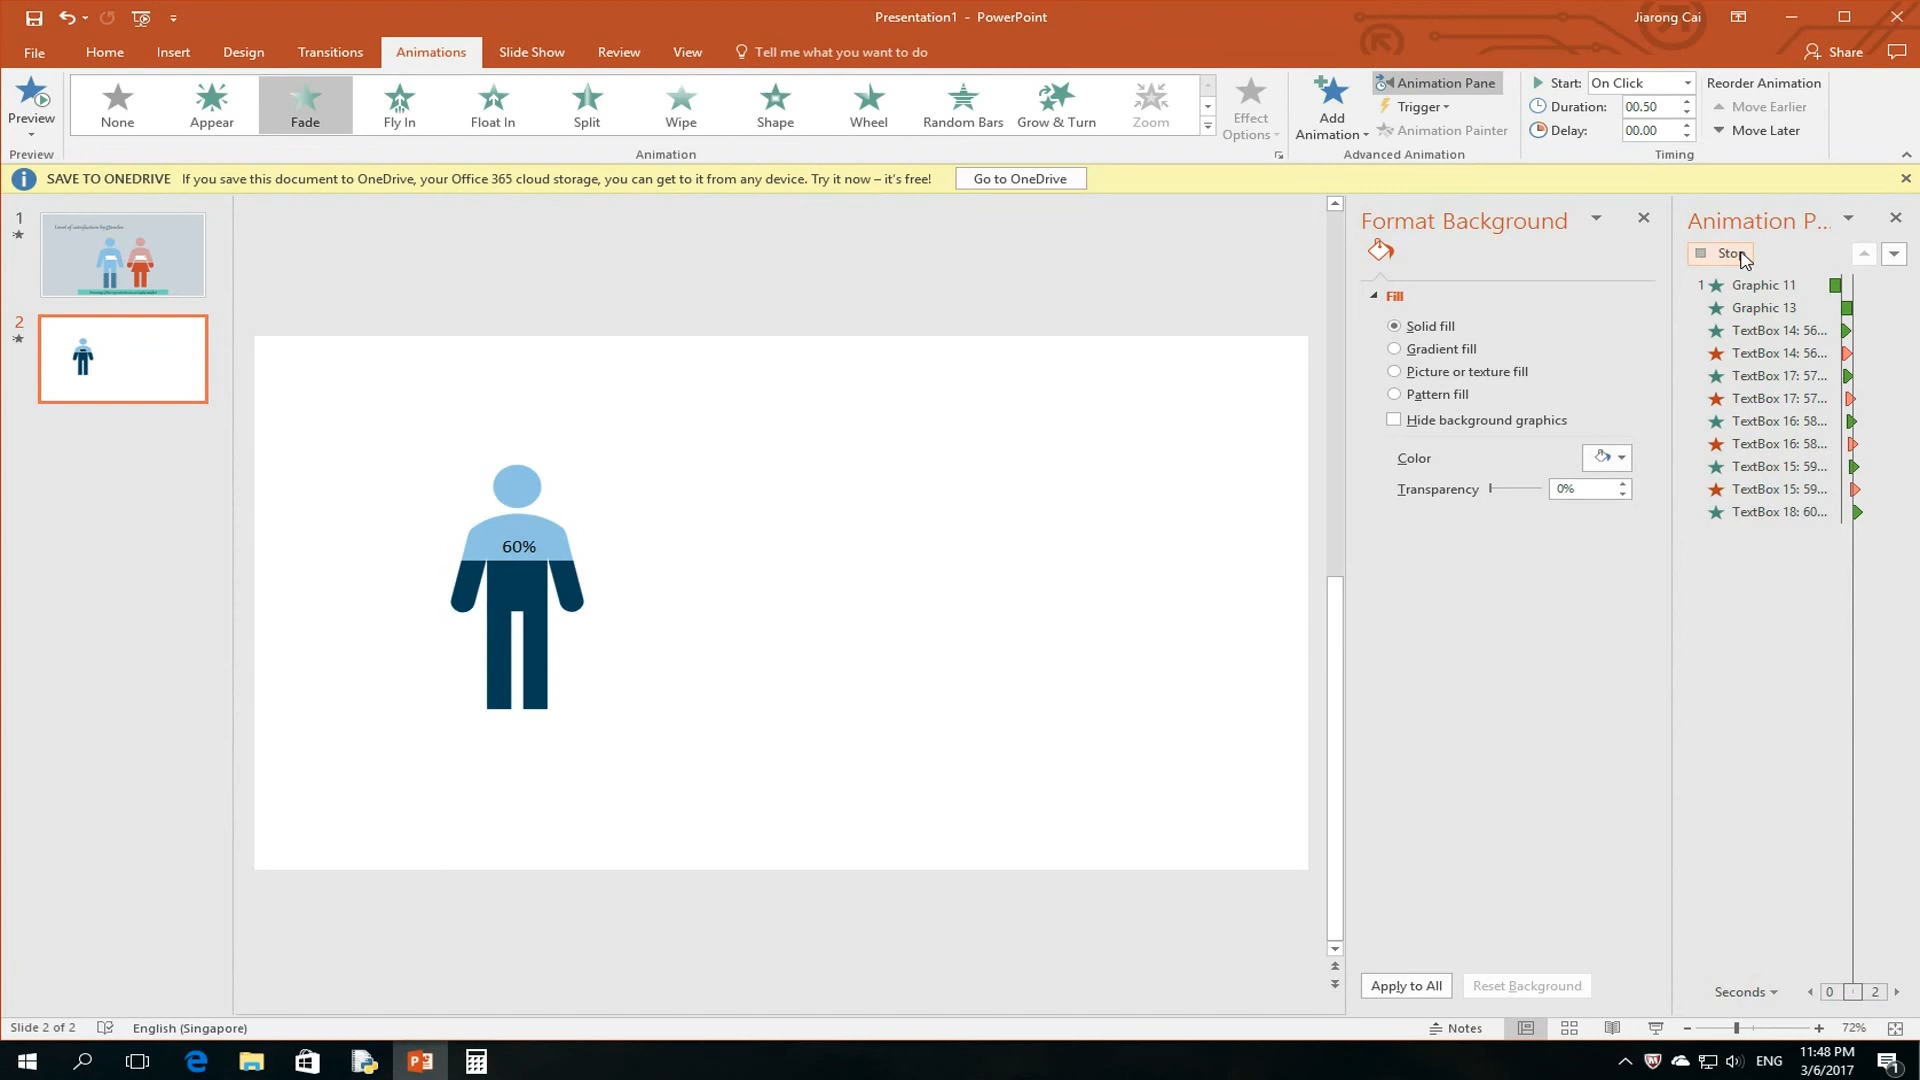 Presentation1 - PowerPoint
Jiarong Cai
File
Home
Insert
Design
Transitions
Animations
Slide Show
Review
View
Tell me what you want to do
Share
Preview
None
Appear
Fade
Fly In
Float In
Split
Wipe
Shape
Wheel
Random Bars
Grow & Turn
Zoom
Effect
Options
Add
Animation
Animation Pane
Trigger
Animation Painter
Start: On Click
Duration: 00.50
Delay: 00.00
Reorder Animation
Move Earlier
Move Later
Preview
Animation
Advanced Animation
Timing
SAVE TO ONEDRIVE If you save this document to OneDrive, your Office 365 cloud storage, you can get to it from any device. Try it now – it's free!
Go to OneDrive
1
Level of satisfaction by Gender
2
60%
Format Background
Fill
Solid fill
Gradient fill
Picture or texture fill
Pattern fill
Hide background graphics
Color
Transparency
0%
Apply to All
Reset Background
Animation P...
1 Graphic 11
Graphic 13
TextBox 14: 56...
TextBox 14: 56...
TextBox 17: 57...
TextBox 17: 57...
TextBox 16: 58...
TextBox 16: 58...
TextBox 15: 59...
TextBox 15: 59...
TextBox 18: 60...
Seconds
0
2
Slide 2 of 2
English (Singapore)
Notes
72%
ENG
11:48 PM
3/6/2017
1